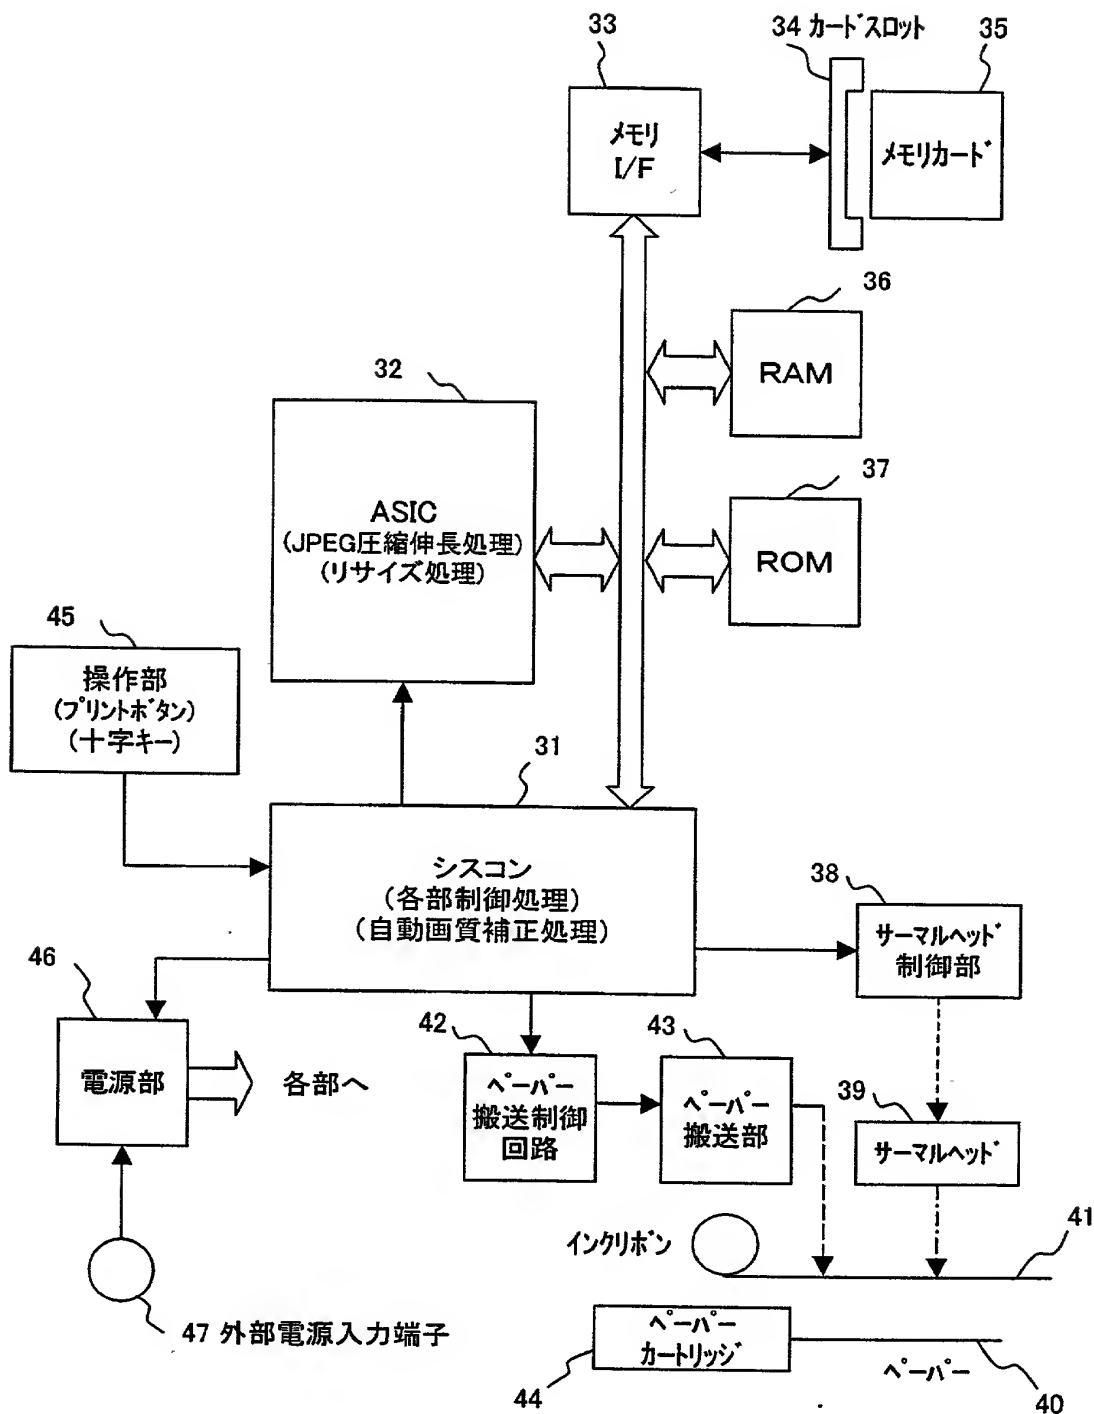 33
34 カードスロット
35
メモリ
I/F
メモリカード
36
RAM
32
37
ASIC
(JPEG圧縮伸長処理)
(リサイズ処理)
ROM
45
操作部
(プリントボタン)
(十字キー)
31
シスコン
(各部制御処理)
(自動画質補正処理)
38
サーマルヘッド
制御部
46
電源部
各部へ
42
ペーパー
搬送制御
回路
43
ペーパー
搬送部
39
サーマルヘッド
インクリボン
41
47 外部電源入力端子
ペーパー
カートリッジ
44
ペーパー
40